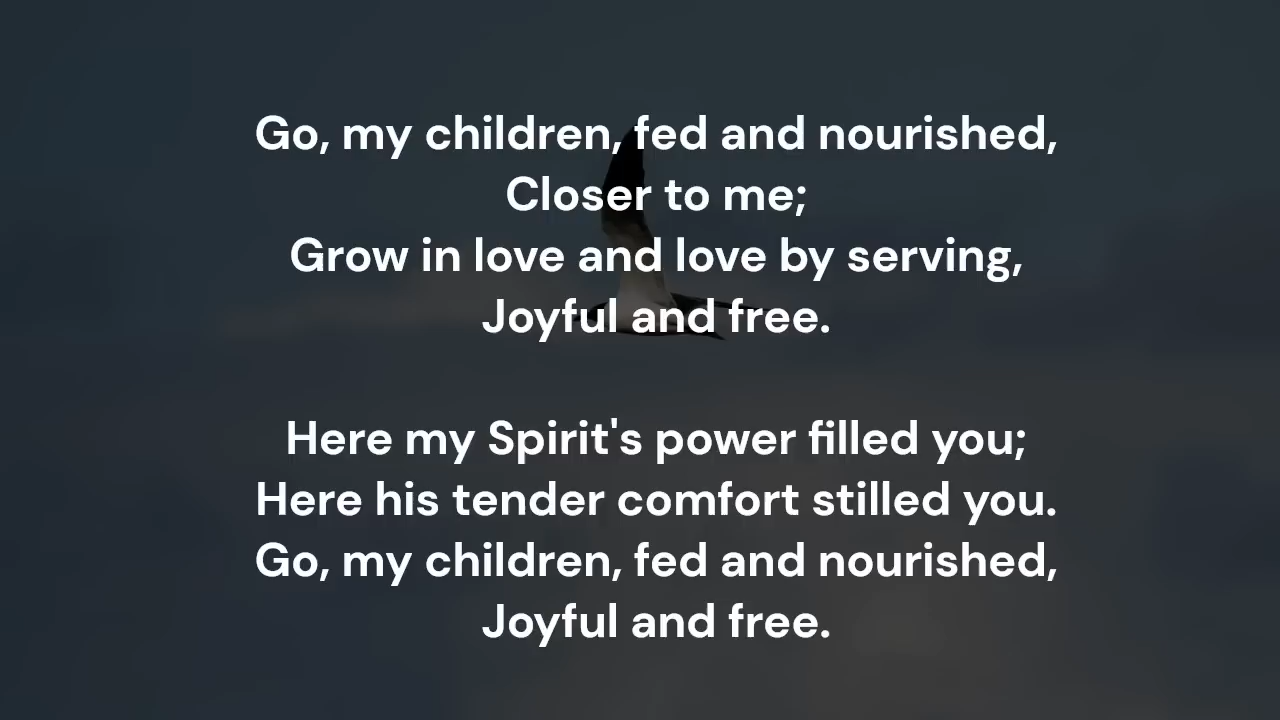 Go, my children, fed and nourished,
Closer to me;
Grow in love and love by serving,
Joyful and free.
Here my Spirit's power filled you;
Here his tender comfort stilled you.
Go, my children, fed and nourished,
Joyful and free.